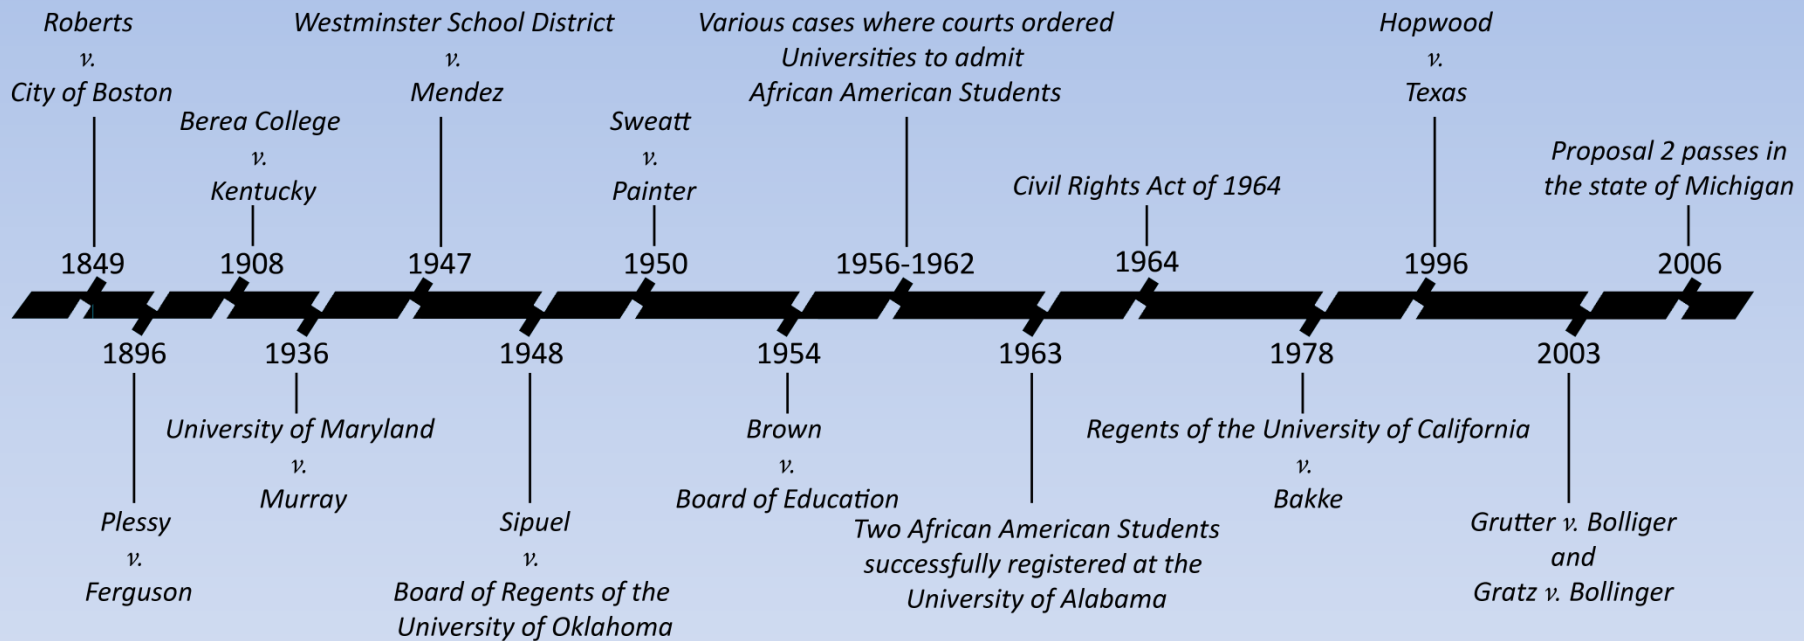 Roberts
v.
City of Boston
1849
Plessy
v.
Ferguson
1896
Berea College
v.
Kentucky
1908
University of Maryland
v.
Murray
1936
Westminster School District
v.
Mendez
1947
Sipuel
v.
Board of Regents of the
University of Oklahoma
1948
Sweatt
v.
Painter
1950
Brown
v.
Board of Education
1954
Various cases where courts ordered
Universities to admit
African American Students
1956-1962
Two African American Students
successfully registered at the
University of Alabama
1963
Civil Rights Act of 1964
1964
Regents of the University of California
v.
Bakke
1978
Hopwood
v.
Texas
1996
Grutter v. Bolliger
and
Gratz v. Bollinger
2003
Proposal 2 passes in
the state of Michigan
2006